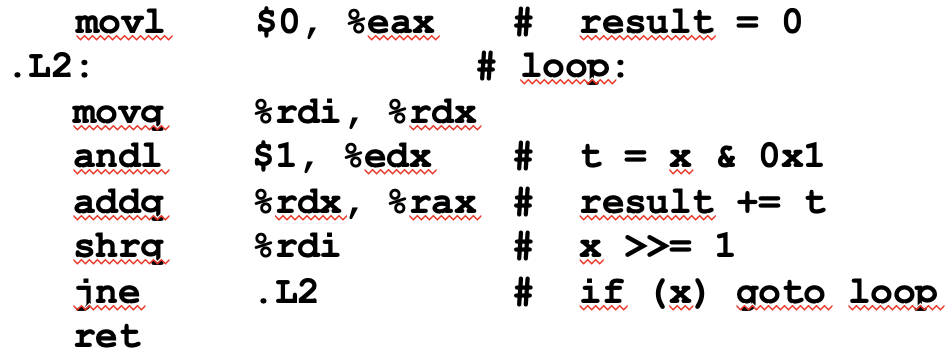 movl $0, %eax # result = 0
.L2: # loop:
movq %rdi, %rdx
andl $1, %edx # t = x & 0x1
addq %rdx, %rax # result += t
shrq %rdi # x >>= 1
jne .L2 # if (x) goto loop
ret